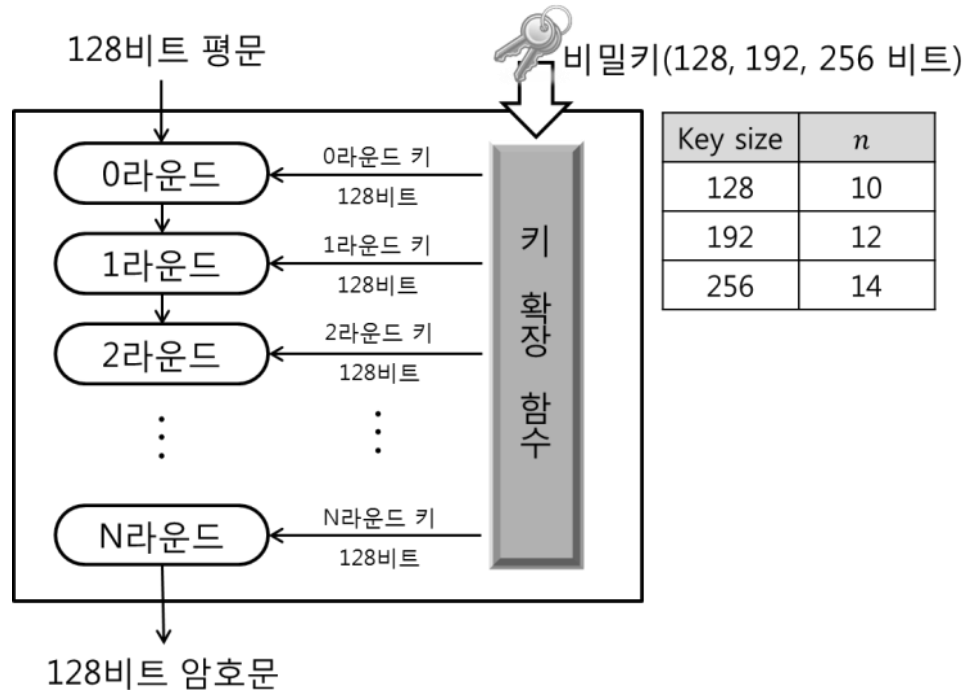 128비트 평문
비밀키(128, 192, 256 비트)
0라운드
0라운드 키
128비트
1라운드
1라운드 키
128비트
2라운드
2라운드 키
128비트
N라운드
N라운드 키
128비트
키 확장 함수
128비트 암호문
Key size n
128 10
192 12
256 14